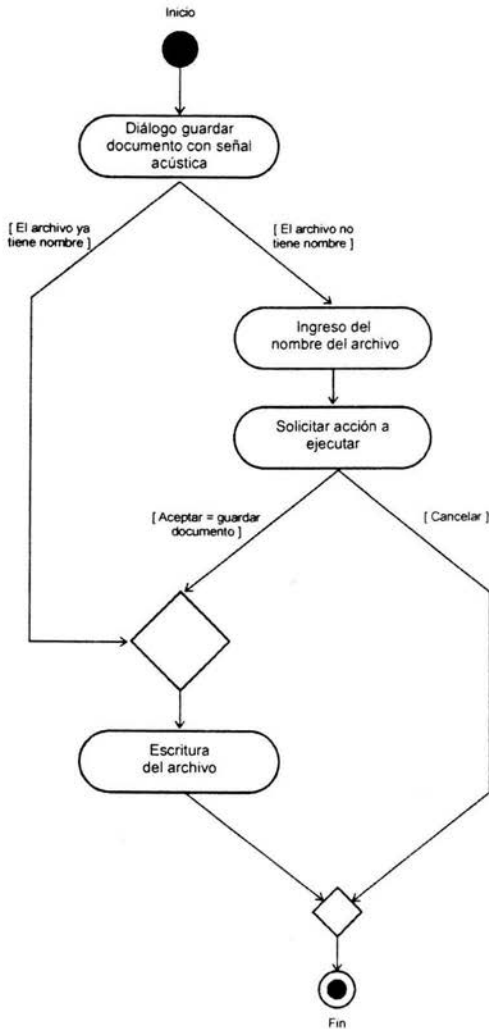 Inicio
Diálogo guardar
documento con señal
acústica
[ El archivo ya
tiene nombre ]
[ El archivo no
tiene nombre ]
Ingreso del
nombre del archivo
Solicitar acción a
ejecutar
[ Aceptar = guardar
documento ]
[ Cancelar ]
Escritura
del archivo
Fin